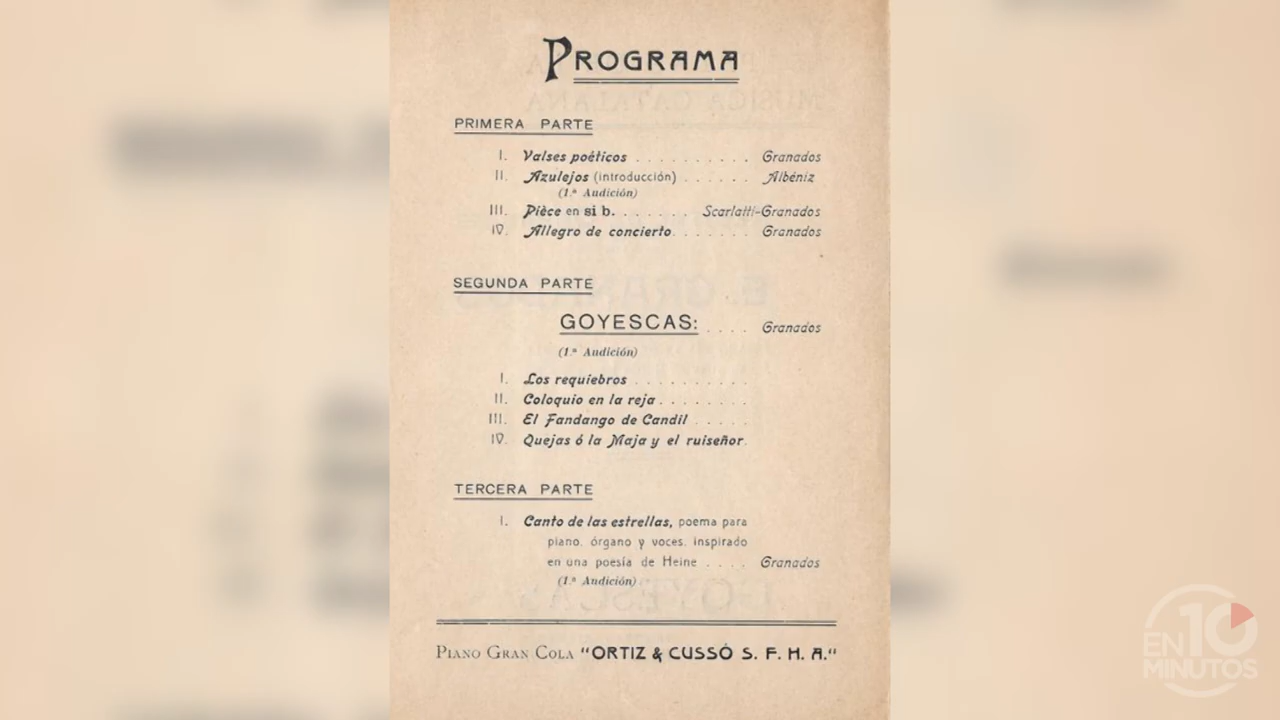 PROGRAMA
PRIMERA PARTE
I. Valses poéticos . . . . . . . . . . Granados
II. Azulejos (introducción) . . . . . . Albéniz
(1.ª Audición)
III. Pièce en si b. . . . . . . Scarlatti-Granados
IV. Allegro de concierto. . . . . . . Granados
SEGUNDA PARTE
GOYESCAS: . . . . Granados
(1.ª Audición)
I. Los requiebros . . . . . . . . . .
II. Coloquio en la reja . . . . . . . .
III. El Fandango de Candil . . . . .
IV. Quejas ó la Maja y el ruiseñor.
TERCERA PARTE
I. Canto de las estrellas, poema para
piano, órgano y voces, inspirado
en una poesía de Heine . . . . Granados
(1.ª Audición)
PIANO GRAN COLA "ORTIZ & CUSSÓ S. F. H. A."
EN 10
MINUTOS